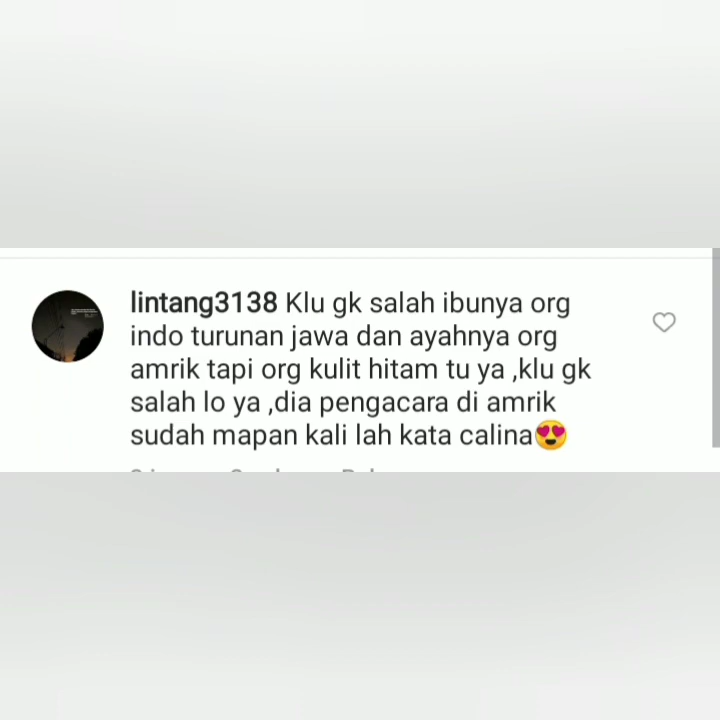 lintang3138 Klu gk salah ibunya org
indo turunan jawa dan ayahnya org
amrik tapi org kulit hitam tu ya ,klu gk
salah lo ya ,dia pengacara di amrik
sudah mapan kali lah kata calina😍